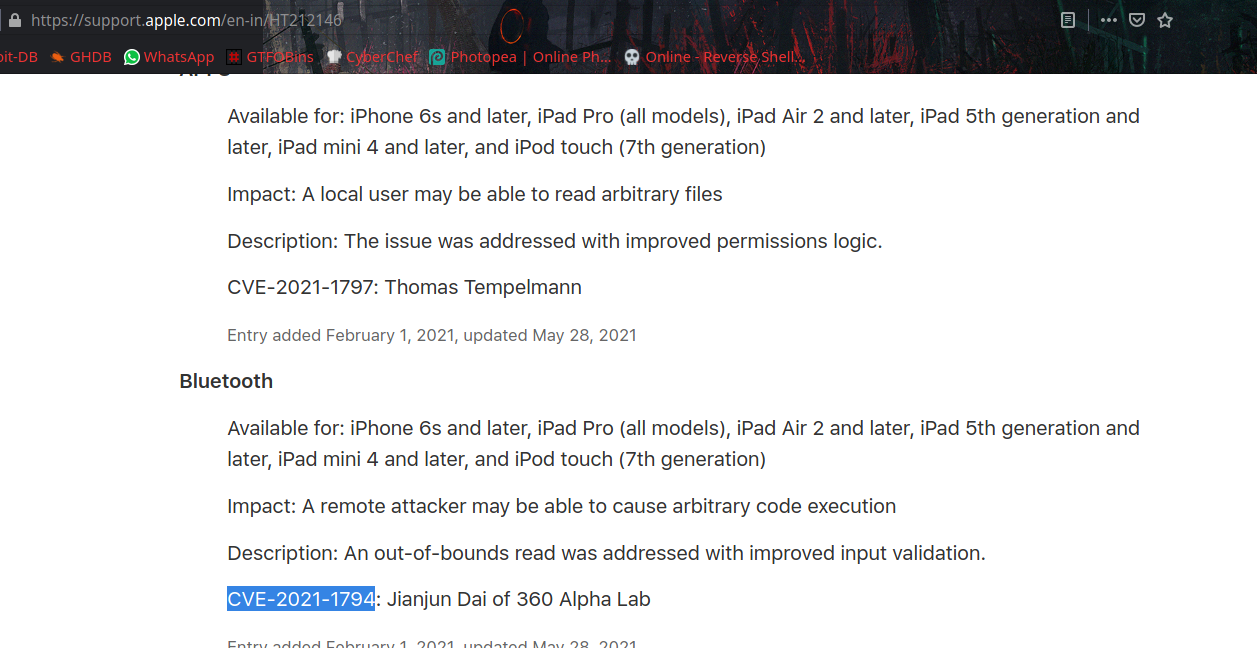 https://support.apple.com/en-in/HT212146
it-DB GHDB WhatsApp GTFOBins CyberChef Photopea | Online Ph... Online - Reverse Shell...
Available for: iPhone 6s and later, iPad Pro (all models), iPad Air 2 and later, iPad 5th generation and
later, iPad mini 4 and later, and iPod touch (7th generation)
Impact: A local user may be able to read arbitrary files
Description: The issue was addressed with improved permissions logic.
CVE-2021-1797: Thomas Tempelmann
Entry added February 1, 2021, updated May 28, 2021
Bluetooth
Available for: iPhone 6s and later, iPad Pro (all models), iPad Air 2 and later, iPad 5th generation and
later, iPad mini 4 and later, and iPod touch (7th generation)
Impact: A remote attacker may be able to cause arbitrary code execution
Description: An out-of-bounds read was addressed with improved input validation.
CVE-2021-1794: Jianjun Dai of 360 Alpha Lab
Entry added February 1, 2021, updated May 28, 2021